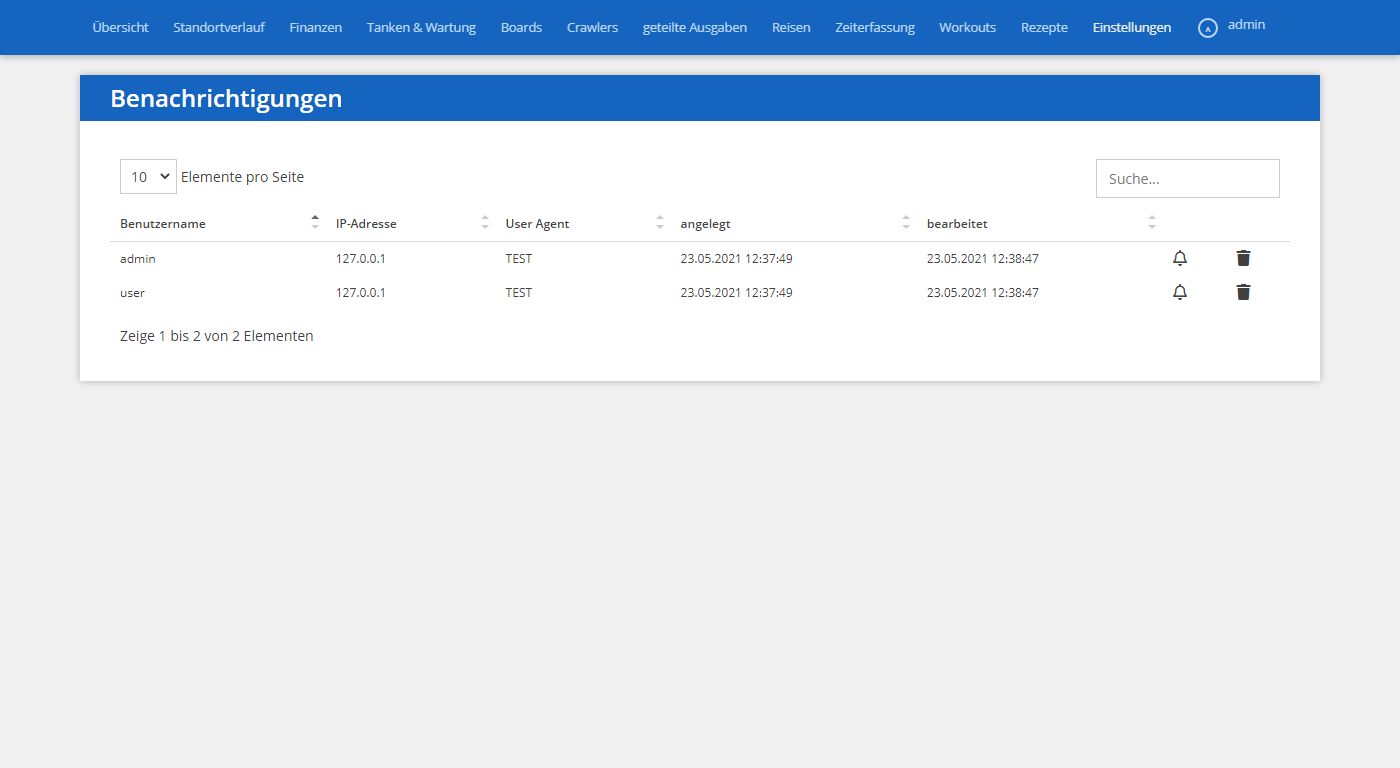 Übersicht Standortverlauf Finanzen Tanken & Wartung Boards Crawlers geteilte Ausgaben Reisen Zeiterfassung Workouts Rezepte Einstellungen A admin
Benachrichtigungen
10 Elemente pro Seite Suche...
Benutzername IP-Adresse User Agent angelegt bearbeitet
admin 127.0.0.1 TEST 23.05.2021 12:37:49 23.05.2021 12:38:47
user 127.0.0.1 TEST 23.05.2021 12:37:49 23.05.2021 12:38:47
Zeige 1 bis 2 von 2 Elementen